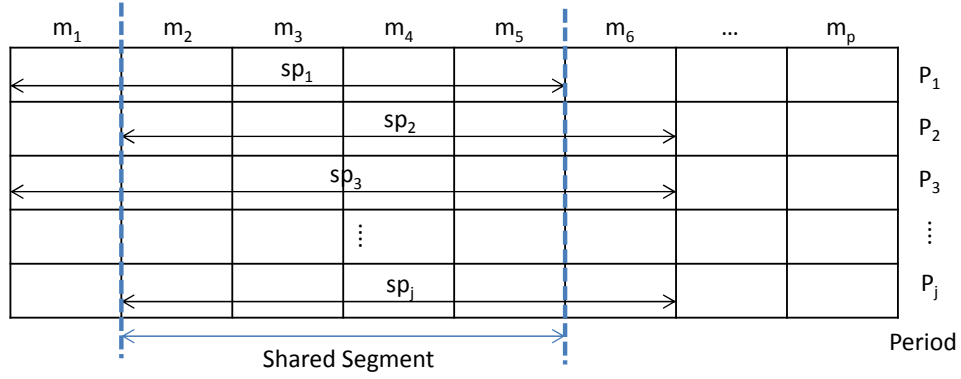 m₁ m₂ m₃ m₄ m₅ m₆ ... mₚ
sp₁ P₁
sp₂ P₂
sp₃ P₃
⋮ ⋮
spⱼ Pⱼ
Period
Shared Segment